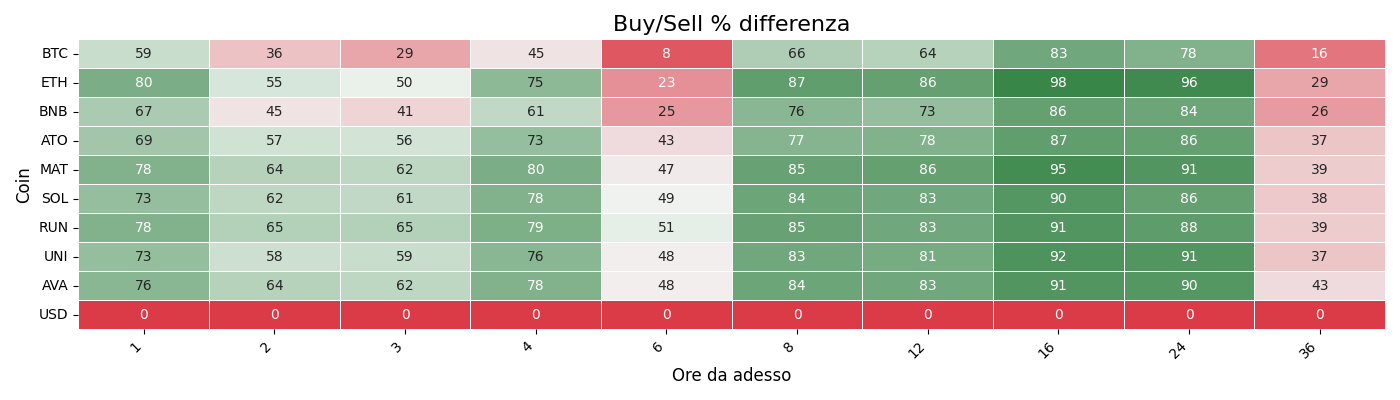 Buy/Sell % differenza
BTC 59 36 29 45 8 66 64 83 78 16
ETH 80 55 50 75 23 87 86 98 96 29
BNB 67 45 41 61 25 76 73 86 84 26
ATO 69 57 56 73 43 77 78 87 86 37
MAT 78 64 62 80 47 85 86 95 91 39
SOL 73 62 61 78 49 84 83 90 86 38
RUN 78 65 65 79 51 85 83 91 88 39
UNI 73 58 59 76 48 83 81 92 91 37
AVA 76 64 62 78 48 84 83 91 90 43
USD 0 0 0 0 0 0 0 0 0 0
Coin
1 2 3 4 6 8 12 16 24 36
Ore da adesso